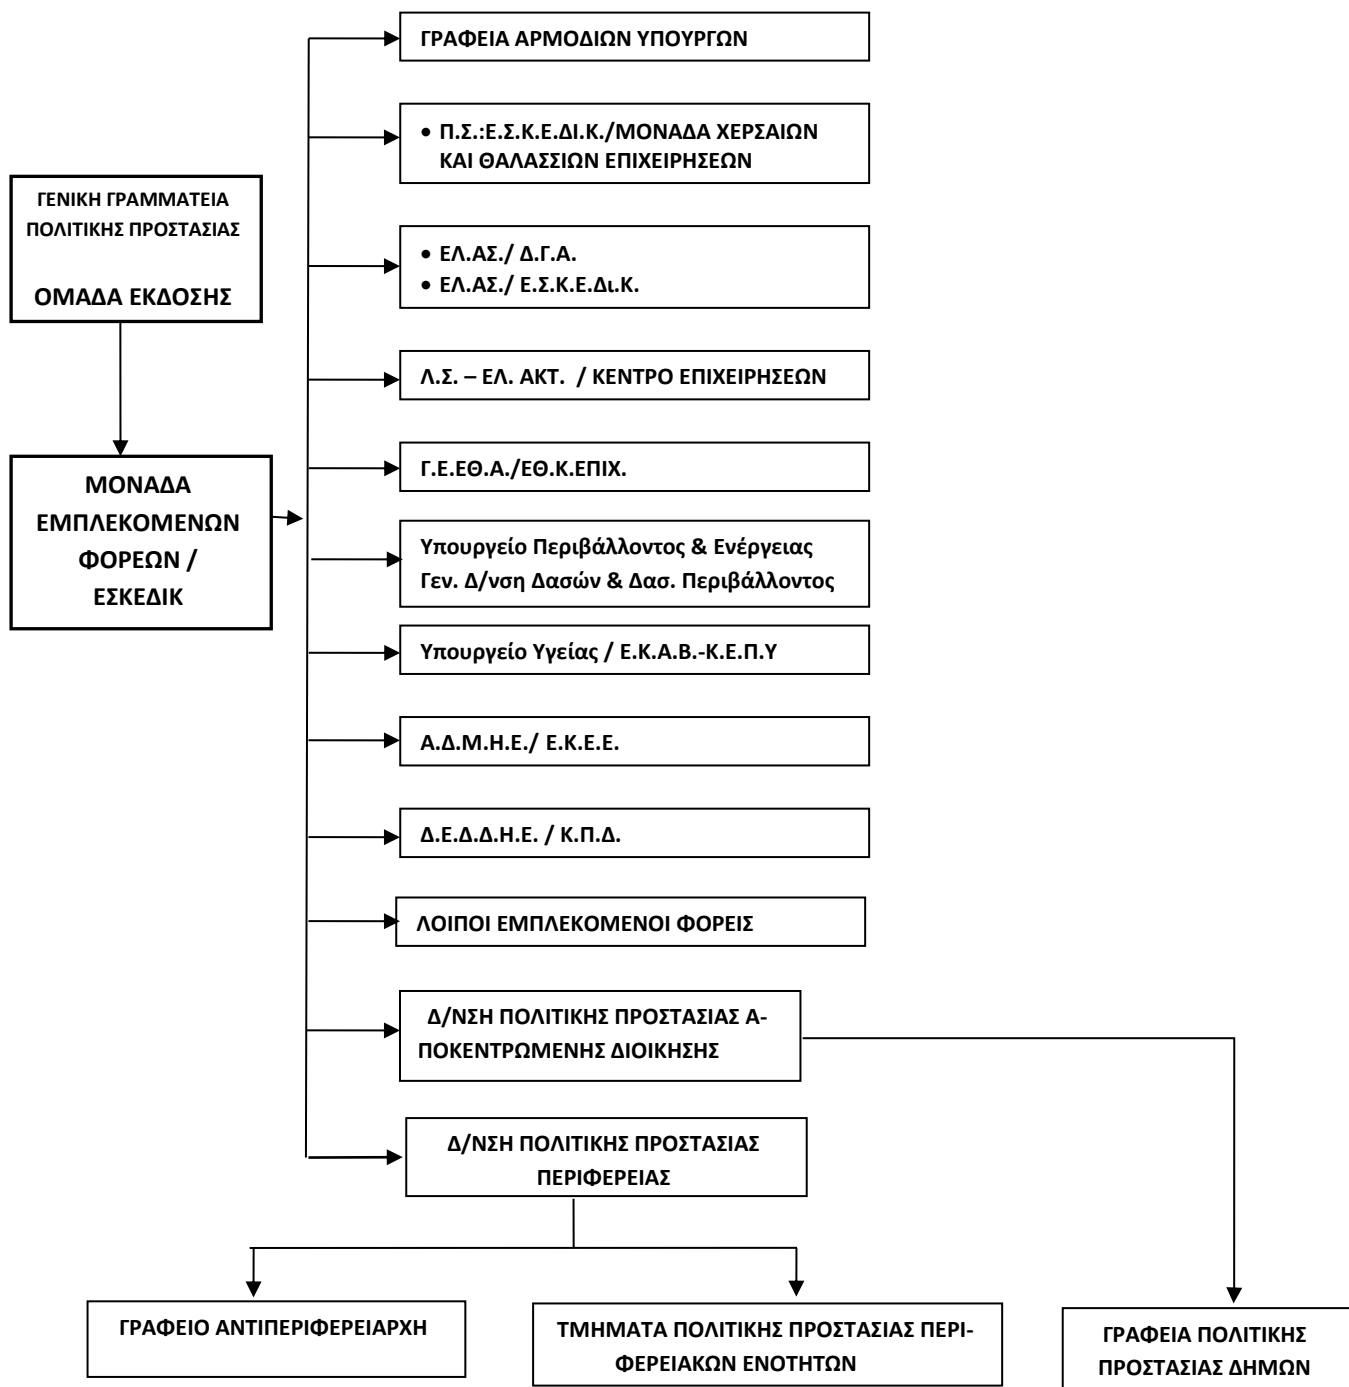 ΓΡΑΦΕΙΑ ΑΡΜΟΔΙΩΝ ΥΠΟΥΡΓΩΝ
• Π.Σ.:Ε.Σ.Κ.Ε.ΔΙ.Κ./ΜΟΝΑΔΑ ΧΕΡΣΑΙΩΝ
ΚΑΙ ΘΑΛΑΣΣΙΩΝ ΕΠΙΧΕΙΡΗΣΕΩΝ
ΓΕΝΙΚΗ ΓΡΑΜΜΑΤΕΙΑ
ΠΟΛΙΤΙΚΗΣ ΠΡΟΣΤΑΣΙΑΣ
ΟΜΑΔΑ ΕΚΔΟΣΗΣ
• ΕΛ.ΑΣ./ Δ.Γ.Α.
• ΕΛ.ΑΣ./ Ε.Σ.Κ.Ε.Δι.Κ.
Λ.Σ. – ΕΛ. ΑΚΤ. / ΚΕΝΤΡΟ ΕΠΙΧΕΙΡΗΣΕΩΝ
Γ.Ε.ΕΘ.Α./ΕΘ.Κ.ΕΠΙΧ.
ΜΟΝΑΔΑ
ΕΜΠΛΕΚΟΜΕΝΩΝ
ΦΟΡΕΩΝ /
ΕΣΚΕΔΙΚ
Υπουργείο Περιβάλλοντος & Ενέργειας
Γεν. Δ/νση Δασών & Δασ. Περιβάλλοντος
Υπουργείο Υγείας / Ε.Κ.Α.Β.-Κ.Ε.Π.Υ
Α.Δ.Μ.Η.Ε./ Ε.Κ.Ε.Ε.
Δ.Ε.Δ.Δ.Η.Ε. / Κ.Π.Δ.
ΛΟΙΠΟΙ ΕΜΠΛΕΚΟΜΕΝΟΙ ΦΟΡΕΙΣ
Δ/ΝΣΗ ΠΟΛΙΤΙΚΗΣ ΠΡΟΣΤΑΣΙΑΣ Α-
ΠΟΚΕΝΤΡΩΜΕΝΗΣ ΔΙΟΙΚΗΣΗΣ
Δ/ΝΣΗ ΠΟΛΙΤΙΚΗΣ ΠΡΟΣΤΑΣΙΑΣ
ΠΕΡΙΦΕΡΕΙΑΣ
ΓΡΑΦΕΙΟ ΑΝΤΙΠΕΡΙΦΕΡΕΙΑΡΧΗ
ΤΜΗΜΑΤΑ ΠΟΛΙΤΙΚΗΣ ΠΡΟΣΤΑΣΙΑΣ ΠΕΡΙ-
ΦΕΡΕΙΑΚΩΝ ΕΝΟΤΗΤΩΝ
ΓΡΑΦΕΙΑ ΠΟΛΙΤΙΚΗΣ
ΠΡΟΣΤΑΣΙΑΣ ΔΗΜΩΝ